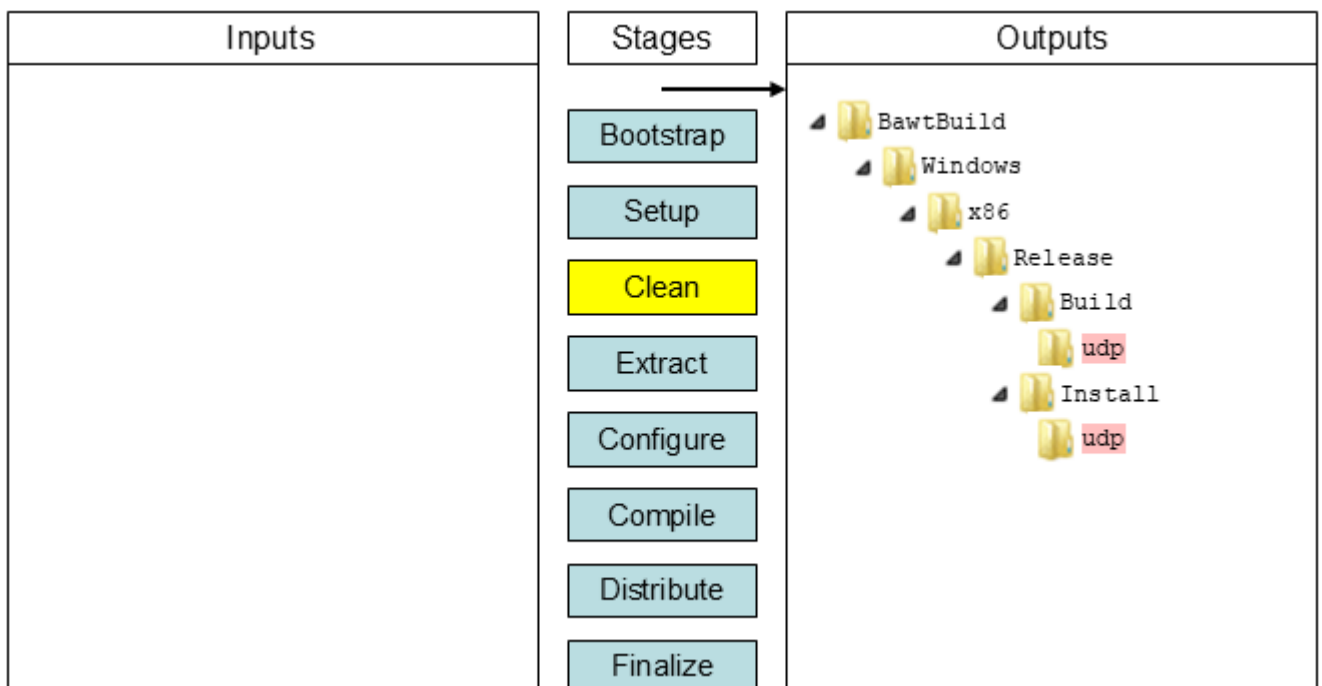 Inputs
Stages
Outputs
Bootstrap
Setup
Clean
Extract
Configure
Compile
Distribute
Finalize
BawtBuild
Windows
x86
Release
Build
udp
Install
udp